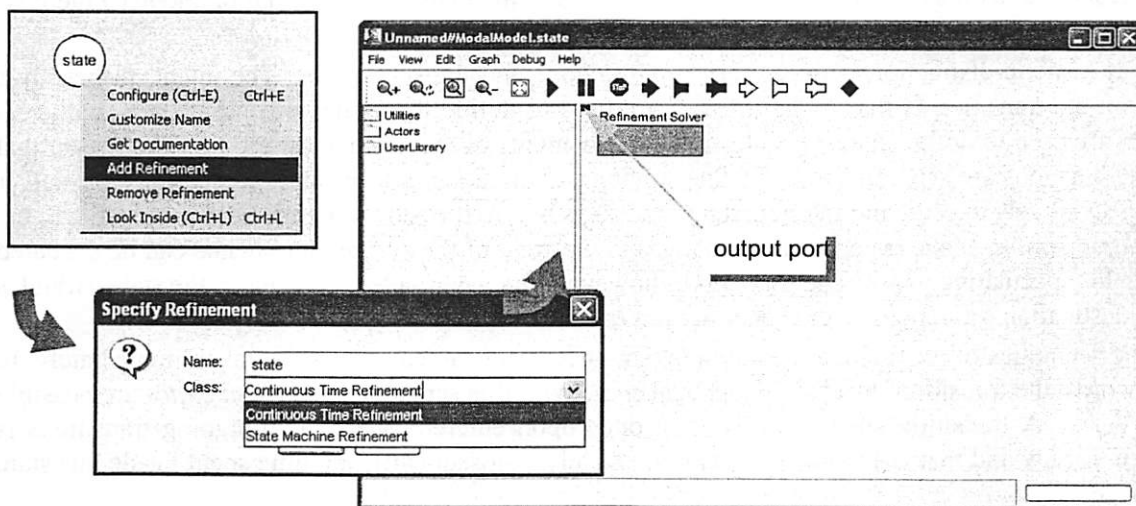 state
Configure (Ctrl-E) Ctrl+E
Customize Name
Get Documentation
Add Refinement
Remove Refinement
Look Inside (Ctrl+L) Ctrl+L
Unnamed#ModalModel.state
File View Edit Graph Debug Help
STOP
Utilities
Actors
UserLibrary
Refinement Solver
output port
Specify Refinement
?
Name: state
Class: Continuous Time Refinement
Continuous Time Refinement
State Machine Refinement